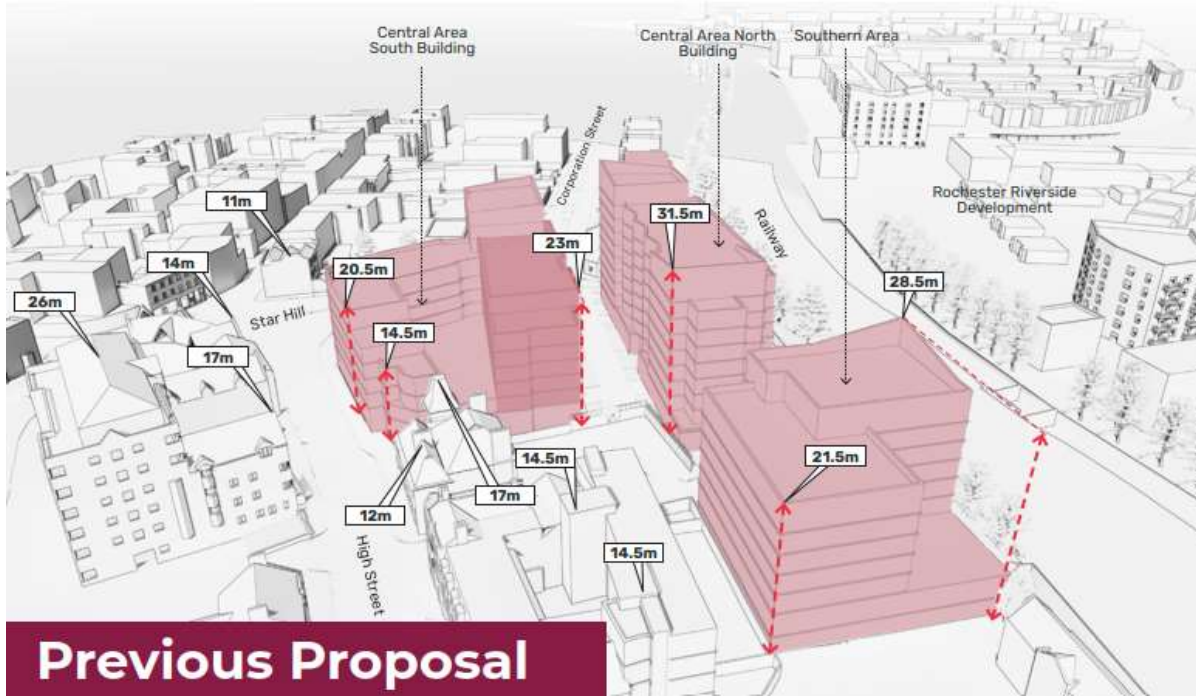 Central Area
South Building
Central Area North
Building
Southern Area
Corporation Street
Rochester Riverside
Development
Railway
11m
31.5m
23m
14m
20.5m
28.5m
26m
Star Hill
14.5m
17m
14.5m
21.5m
17m
12m
High Street
14.5m
Previous Proposal